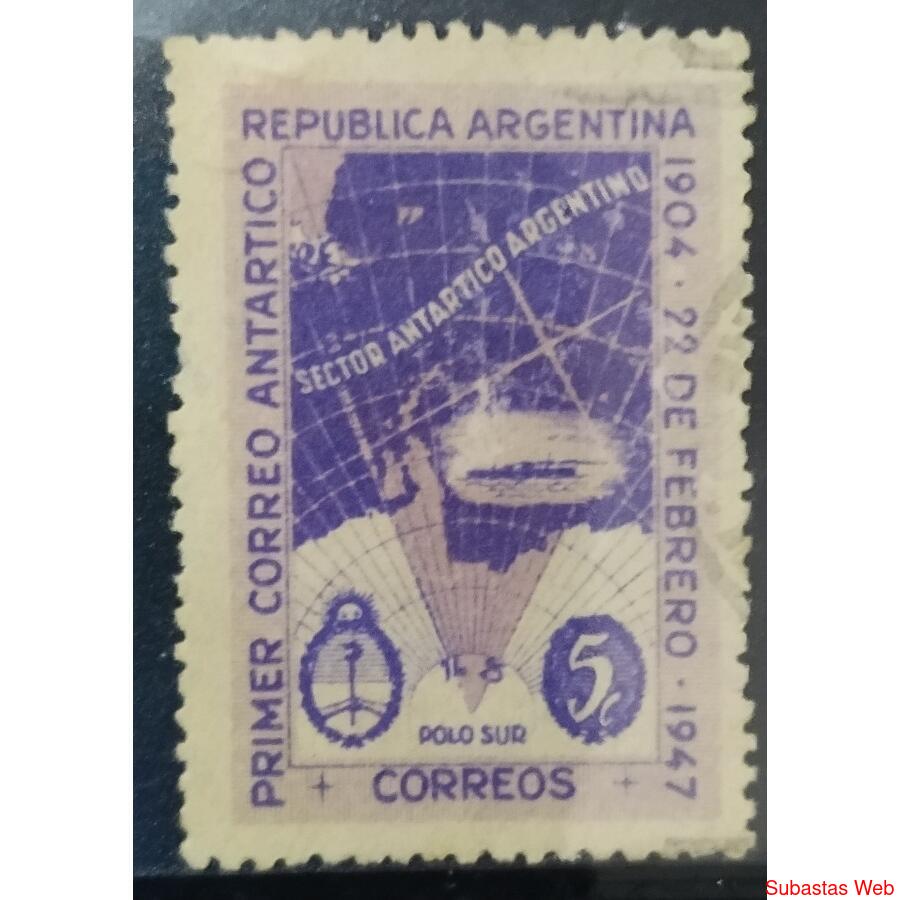 REPUBLICA ARGENTINA
PRIMER CORREO ANTARTICO
1904 · 22 DE FEBRERO · 1947
SECTOR ANTARTICO ARGENTINO
5c
POLO SUR
CORREOS
Subastas Web